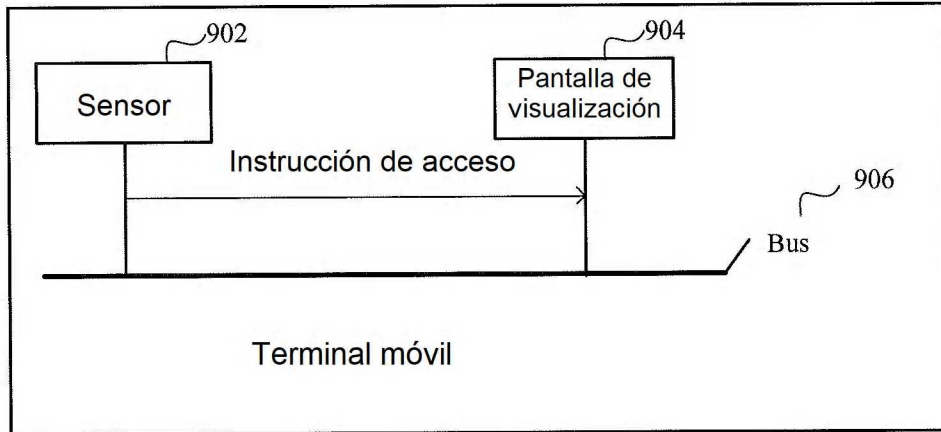 902
904
Sensor
Pantalla de
visualización
Instrucción de acceso
906
Bus
Terminal móvil